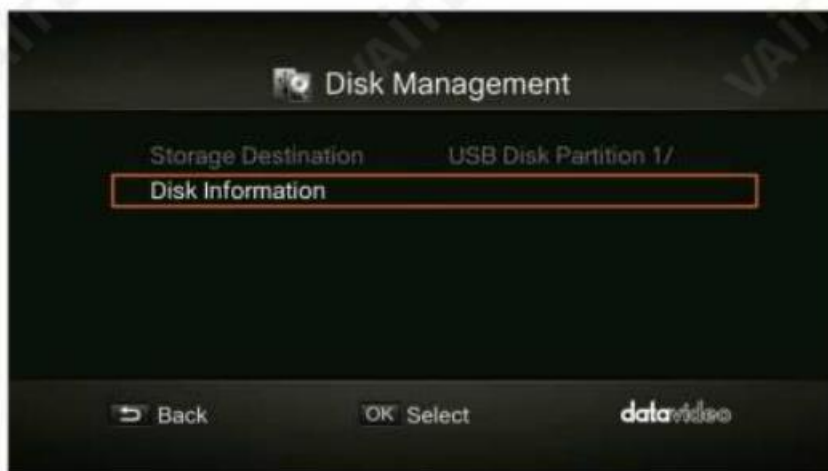 Disk Management
Storage Destination USB Disk Partition 1/
Disk Information
Back OK Select datavideo